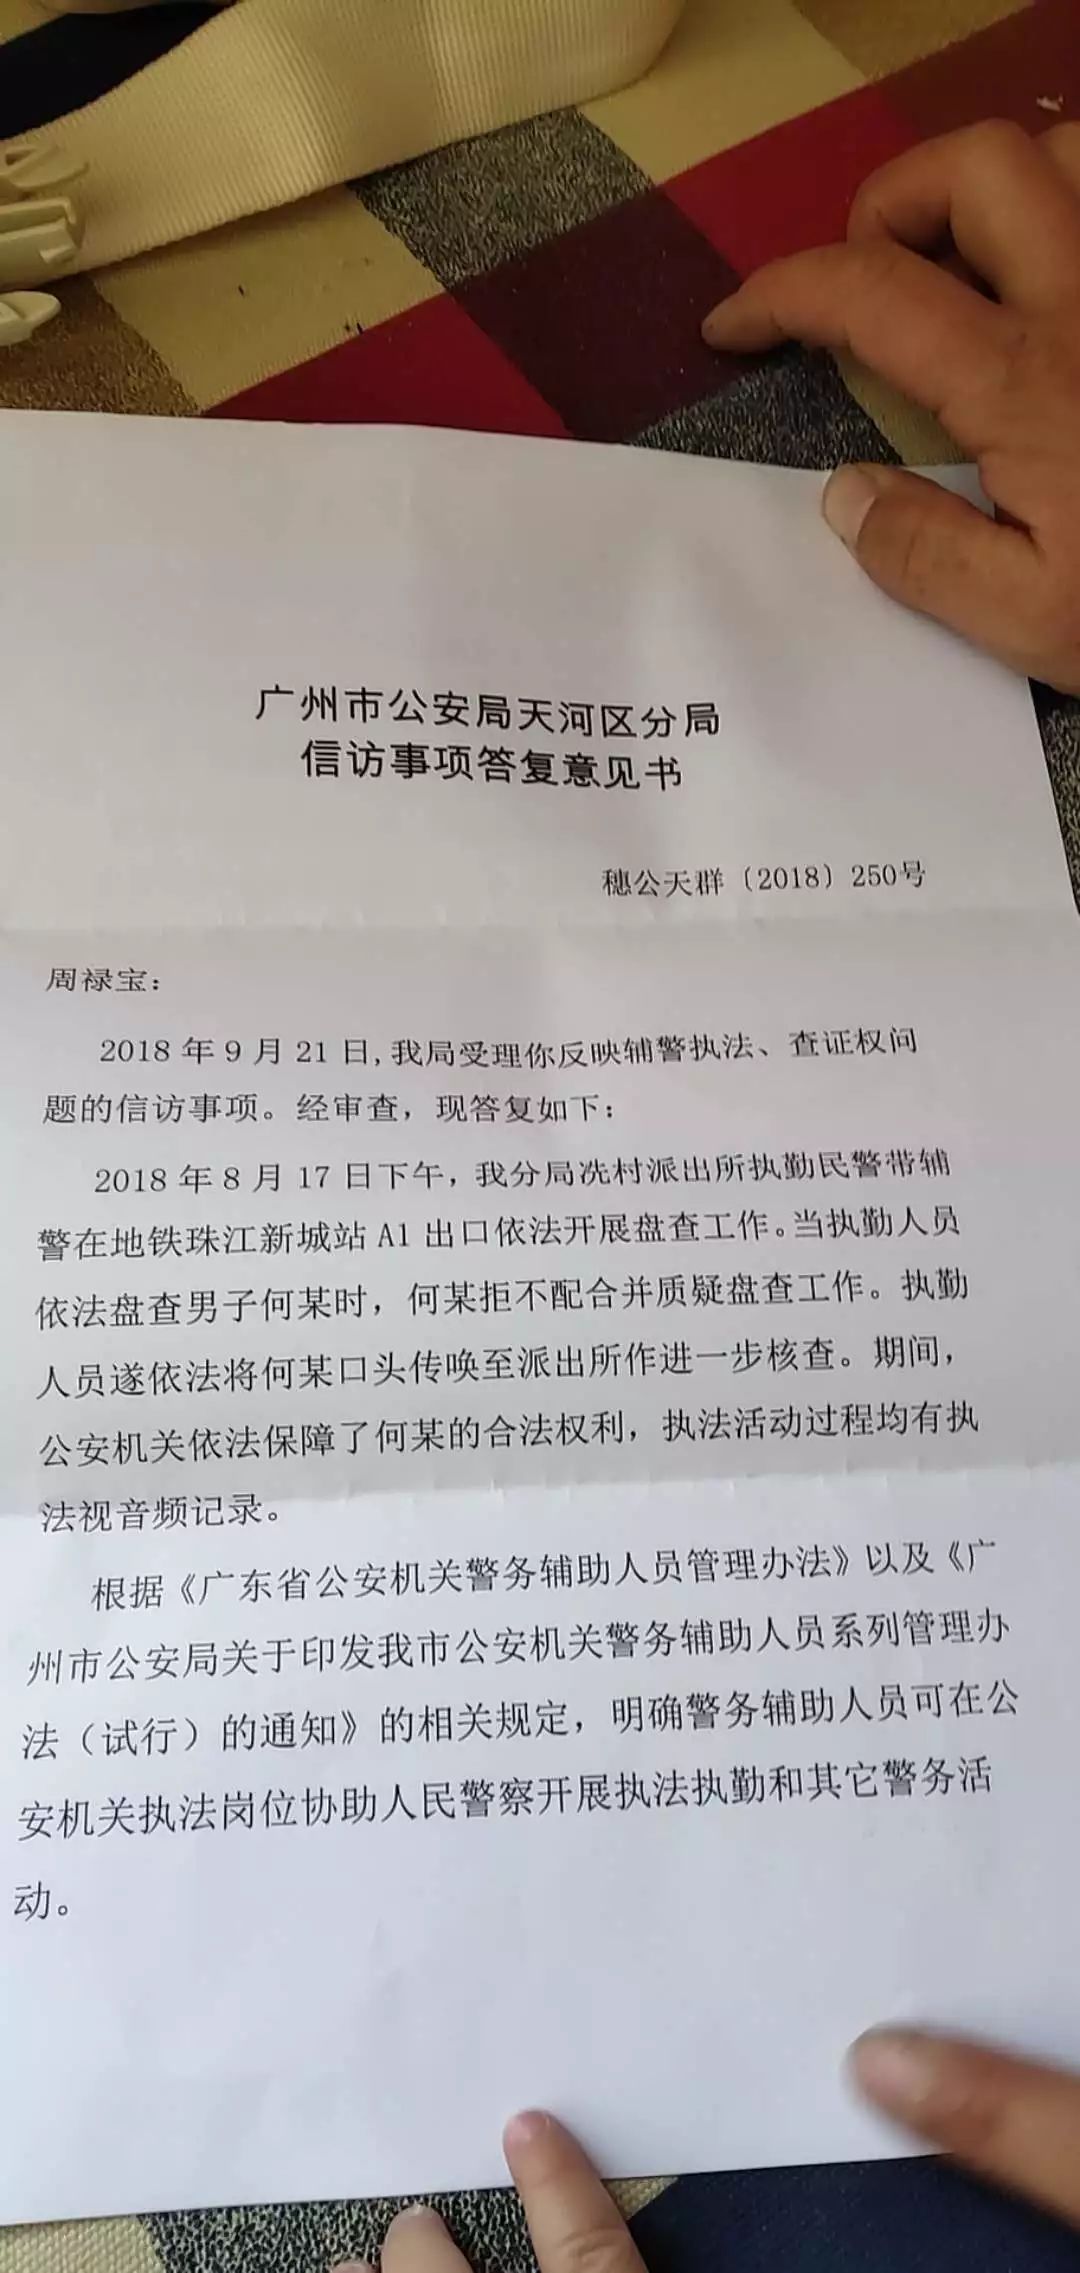 广州市公安局天河区分局
信访事项答复意见书
穗公天群〔2018〕250号
周禄宝：
2018年9月21日,我局受理你反映辅警执法、查证权问
题的信访事项。经审查，现答复如下：
2018年8月17日下午，我分局冼村派出所执勤民警带辅
警在地铁珠江新城站A1出口依法开展盘查工作。当执勤人员
依法盘查男子何某时，何某拒不配合并质疑盘查工作。执勤
人员遂依法将何某口头传唤至派出所作进一步核查。期间，
公安机关依法保障了何某的合法权利，执法活动过程均有执
法视音频记录。
根据《广东省公安机关警务辅助人员管理办法》以及《广
州市公安局关于印发我市公安机关警务辅助人员系列管理办
法（试行）的通知》的相关规定，明确警务辅助人员可在公
安机关执法岗位协助人民警察开展执法执勤和其它警务活
动。